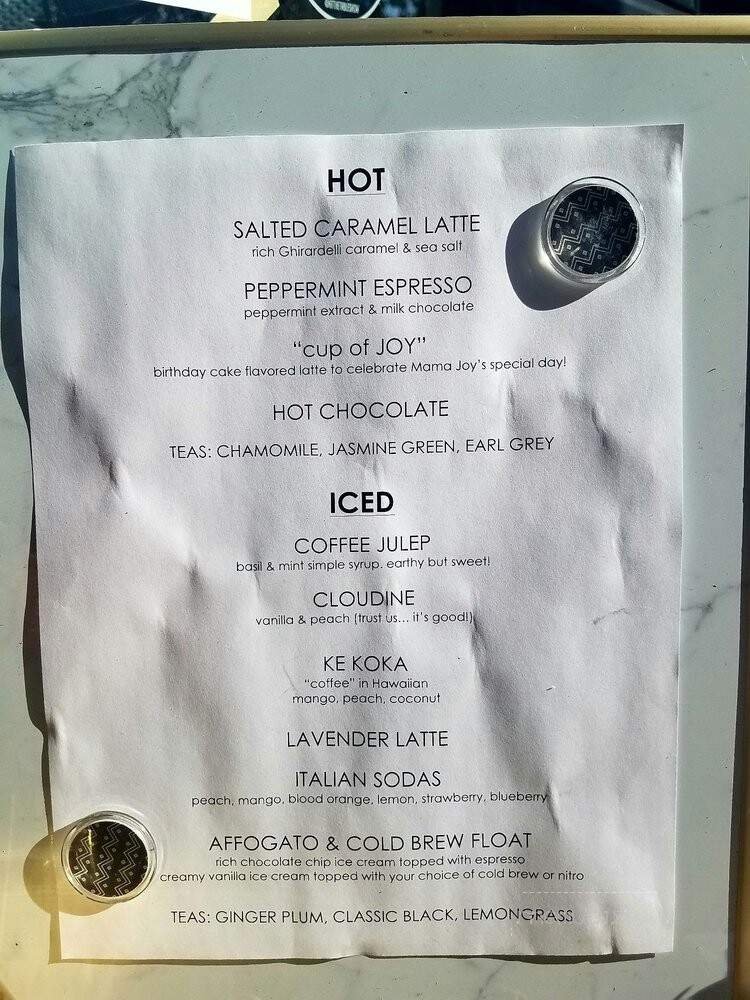 HOT
SALTED CARAMEL LATTE
rich Ghirardelli caramel & sea salt
PEPPERMINT ESPRESSO
peppermint extract & milk chocolate
“cup of JOY”
birthday cake flavored latte to celebrate Mama Joy’s special day!
HOT CHOCOLATE
TEAS: CHAMOMILE, JASMINE GREEN, EARL GREY
ICED
COFFEE JULEP
basil & mint simple syrup. earthy but sweet!
CLOUDINE
vanilla & peach (trust us... it’s good!)
KE KOKA
“coffee” in Hawaiian
mango, peach, coconut
LAVENDER LATTE
ITALIAN SODAS
peach, mango, blood orange, lemon, strawberry, blueberry
AFFOGATO & COLD BREW FLOAT
rich chocolate chip ice cream topped with espresso
creamy vanilla ice cream topped with your choice of cold brew or nitro
TEAS: GINGER PLUM, CLASSIC BLACK, LEMONGRASS